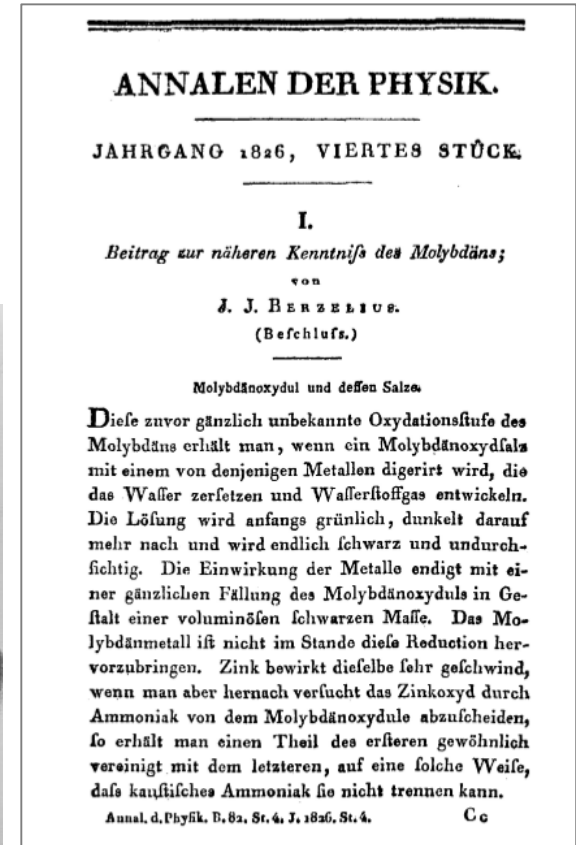 ANNALEN DER PHYSIK.
JAHRGANG 1826, VIERTES STÜCK.
I.
Beitrag zur näheren Kenntniſs des Molybdäns;
von
J. J. BERZELIUS.
(Beſchluſs.)
Molybdänoxydul und deſſen Salze.
Dieſe zuvor gänzlich unbekannte Oxydationsſtufe des
Molybdäns erhält man, wenn ein Molybdänoxydſalz
mit einem von denjenigen Metallen digerirt wird, die
das Waſſer zerſetzen und Waſſerſtoffgas entwickeln.
Die Löſung wird anfangs grünlich, dunkelt darauf
mehr nach und wird endlich ſchwarz und undurch-
ſichtig. Die Einwirkung der Metalle endigt mit ei-
ner gänzlichen Fällung des Molybdänoxyduls in Ge-
ſtalt einer voluminöſen ſchwarzen Maſſe. Das Mo-
lybdänmetall iſt nicht im Stande dieſe Reduction her-
vorzubringen. Zink bewirkt dieſelbe ſehr geſchwind,
wenn man aber hernach verſucht das Zinkoxyd durch
Ammoniak von dem Molybdänoxydule abzuſcheiden,
ſo erhält man einen Theil des erſteren gewöhnlich
vereinigt mit dem letzteren, auf eine ſolche Weiſe,
daſs kauſtiſches Ammoniak ſie nicht trennen kann.
Annal. d. Phyſik. B. 82. St. 4. J. 1826. St. 4. Cc